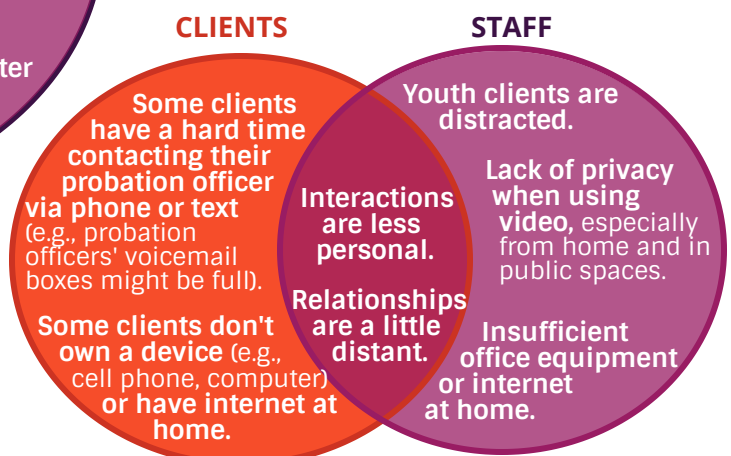 CLIENTS
STAFF
ter
Some clients
have a hard time
contacting their
probation officer
via phone or text
(e.g., probation
officers' voicemail
boxes might be full).
Some clients don't
own a device (e.g.,
cell phone, computer)
or have internet at
home.
Interactions
are less
personal.
Relationships
are a little
distant.
Youth clients are
distracted.
Lack of privacy
when using
video, especially
from home and in
public spaces.
Insufficient
office equipment
or internet
at home.